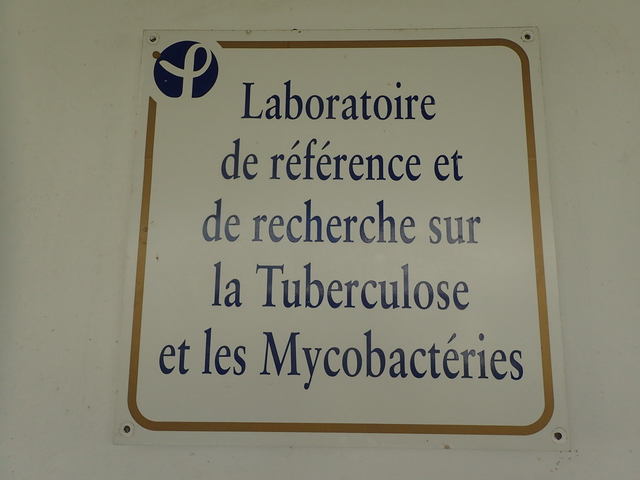 Laboratoire
de référence et
de recherche sur
la Tuberculose
et les Mycobactéries